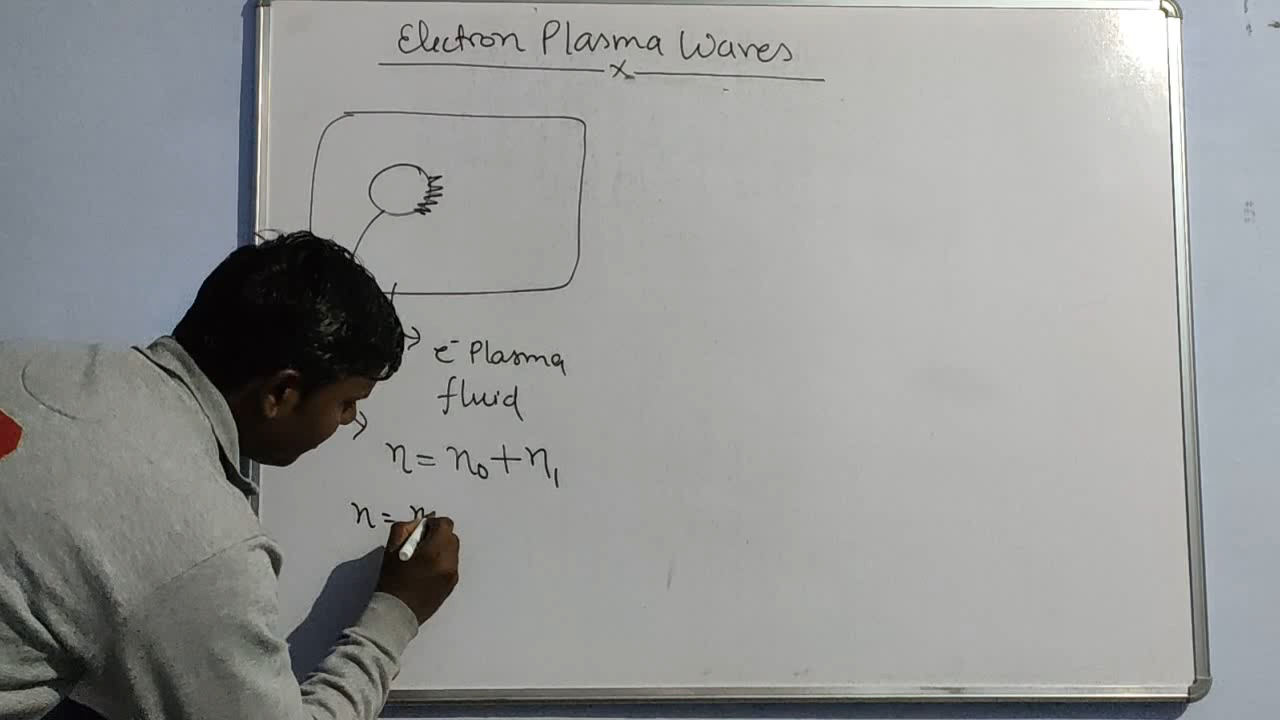 Electron Plasma Waves
x
→ e⁻ Plasma
fluid
→ n = n₀ + n₁
n = n